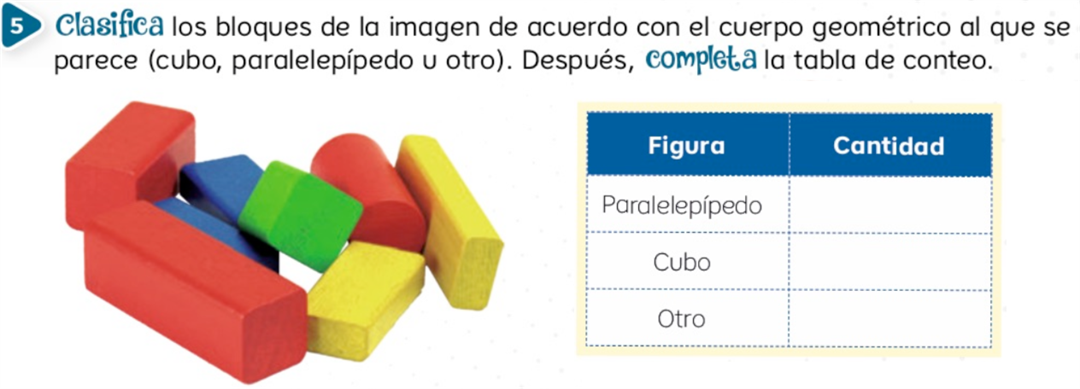 5 Clasifica los bloques de la imagen de acuerdo con el cuerpo geométrico al que se
parece (cubo, paralelepípedo u otro). Después, completa la tabla de conteo.
Figura Cantidad
Paralelepípedo
Cubo
Otro